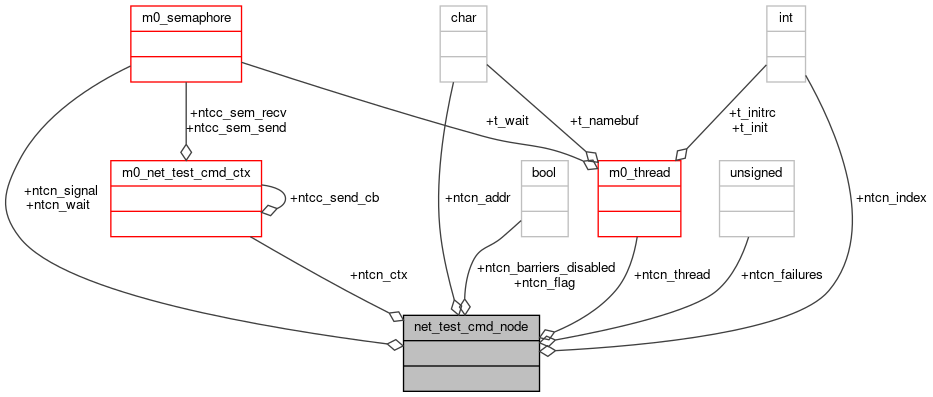 m0_semaphore
char
int
+ntcc_sem_recv
+ntcc_sem_send
+t_wait
+t_namebuf
+t_initrc
+t_init
m0_net_test_cmd_ctx
bool
m0_thread
unsigned
+ntcn_signal
+ntcn_wait
+ntcc_send_cb
+ntcn_addr
+ntcn_index
+ntcn_ctx
+ntcn_barriers_disabled
+ntcn_flag
+ntcn_thread
+ntcn_failures
net_test_cmd_node